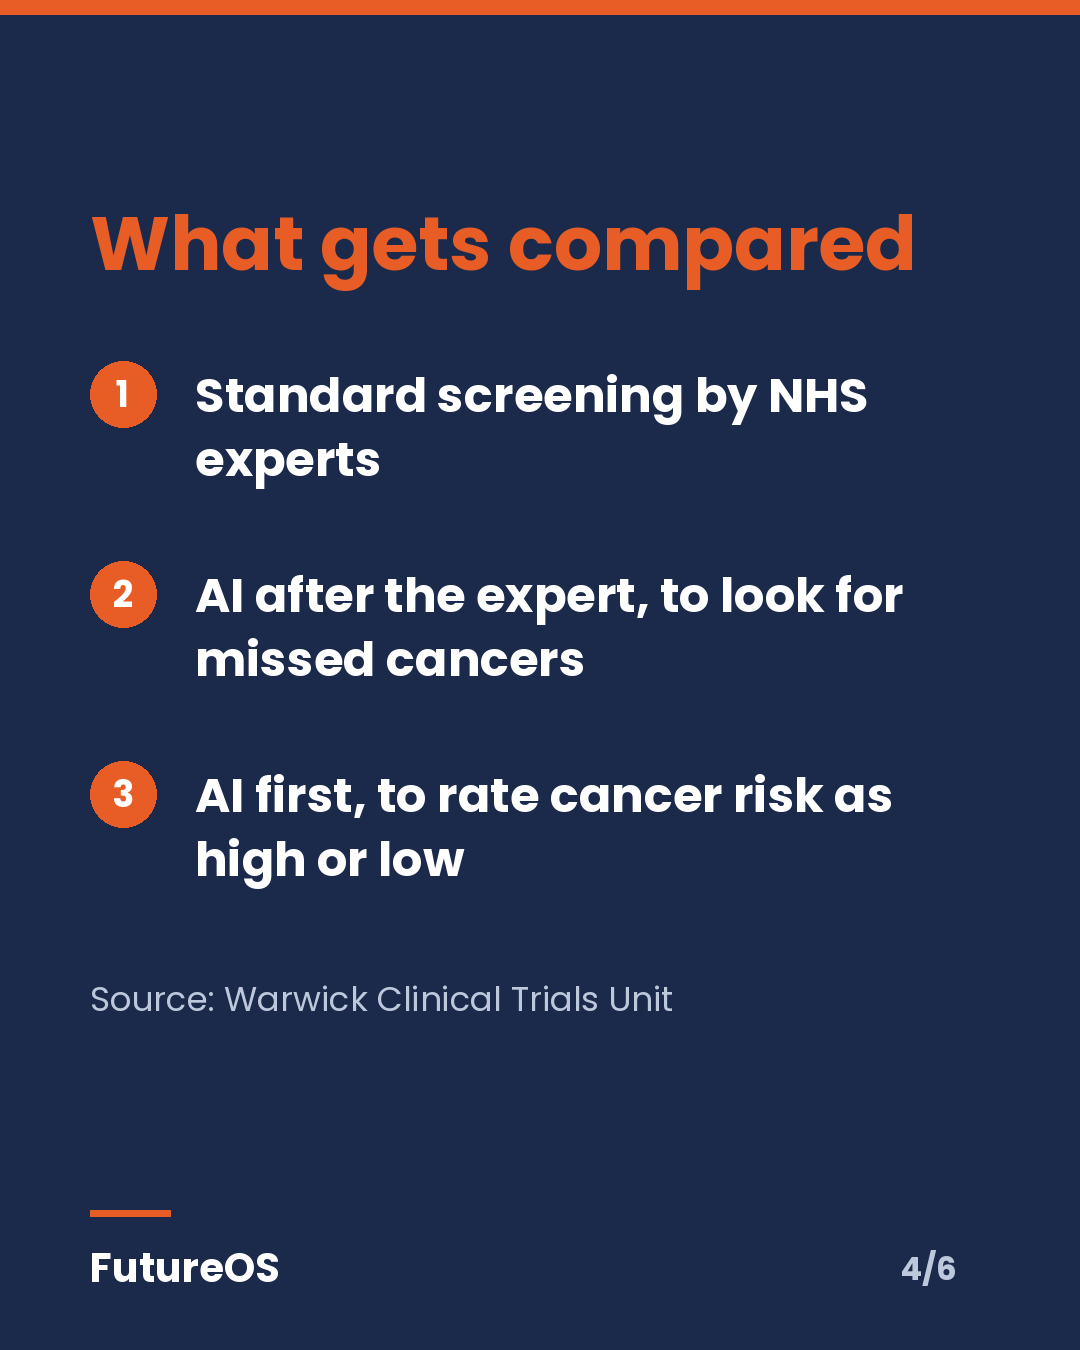 What gets compared
1
Standard screening by NHS
experts
2
AI after the expert, to look for
missed cancers
3
AI first, to rate cancer risk as
high or low
Source: Warwick Clinical Trials Unit
FutureOS
4/6